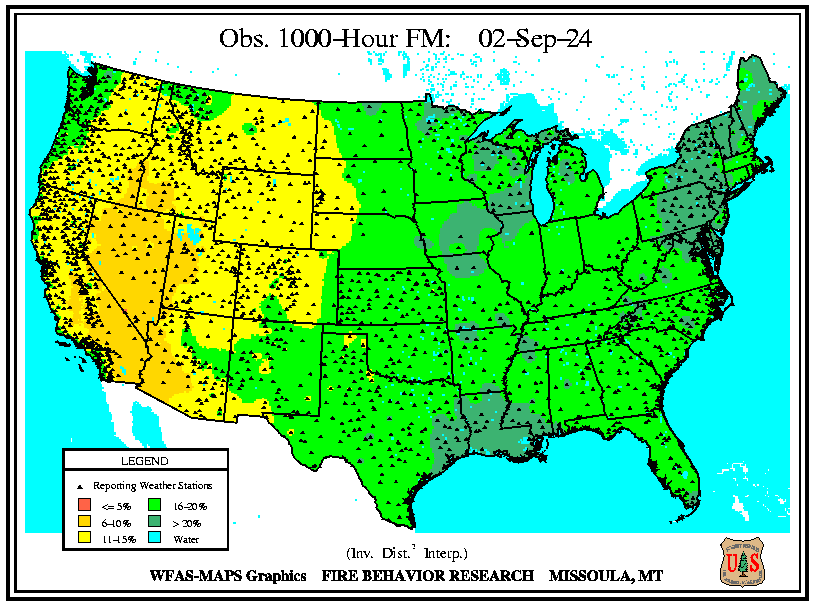 Obs. 1000-Hour FM: 02-Sep-24
LEGEND
Reporting Weather Stations
<= 5%
16-20%
6-10%
> 20%
11-15%
Water
(Inv. Dist.² Interp.)
WFAS-MAPS Graphics FIRE BEHAVIOR RESEARCH MISSOULA, MT
U S